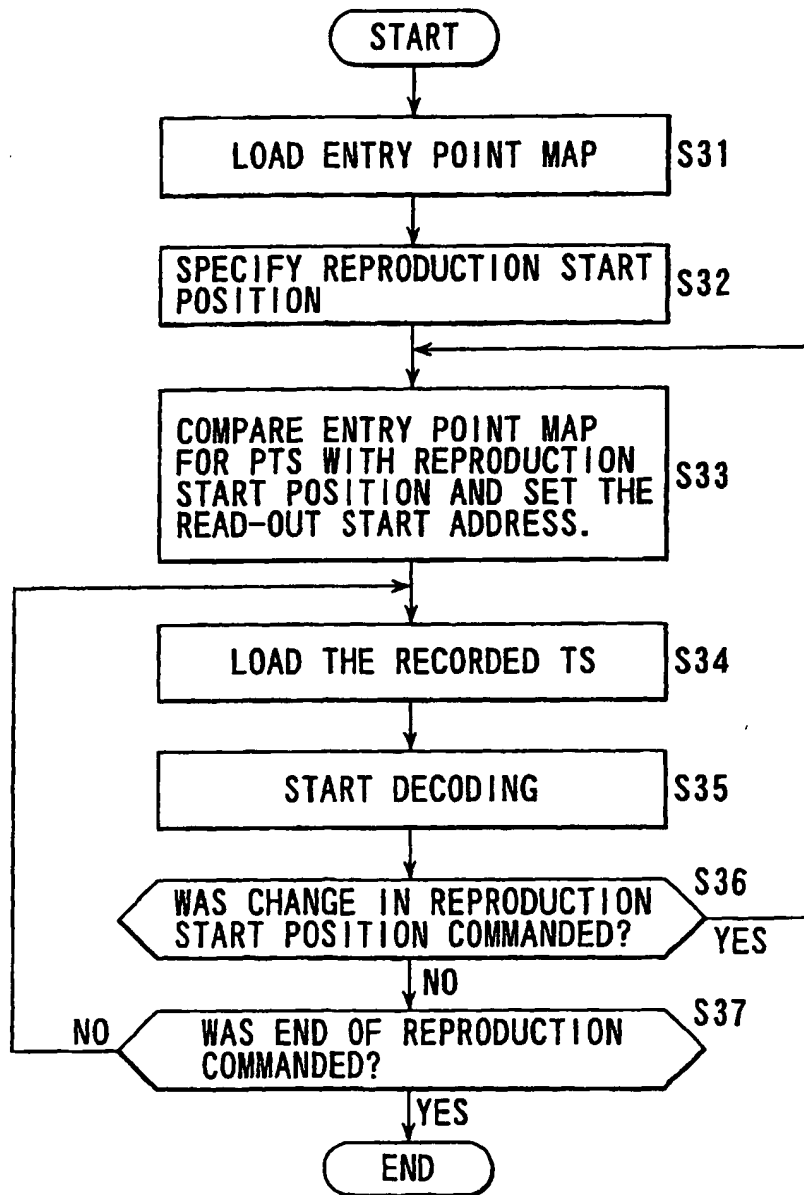 START
LOAD ENTRY POINT MAP
S31
SPECIFY REPRODUCTION START
POSITION
S32
COMPARE ENTRY POINT MAP
FOR PTS WITH REPRODUCTION
START POSITION AND SET THE
READ-OUT START ADDRESS.
S33
LOAD THE RECORDED TS
S34
START DECODING
S35
WAS CHANGE IN REPRODUCTION
START POSITION COMMANDED?
S36
YES
NO
WAS END OF REPRODUCTION
COMMANDED?
S37
NO
YES
END